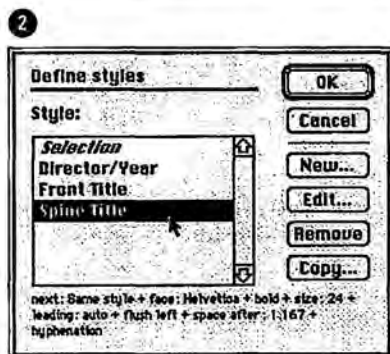 2
Define styles
OK
Style:
Cancel
Selection
Director/Year
Front Title
Spine Title
New...
Edit...
Remove
Copy...
next: Same style + face: Helvetica + bold + size: 24 +
leading: auto + flush left + space after: 1.167 +
hyphenation